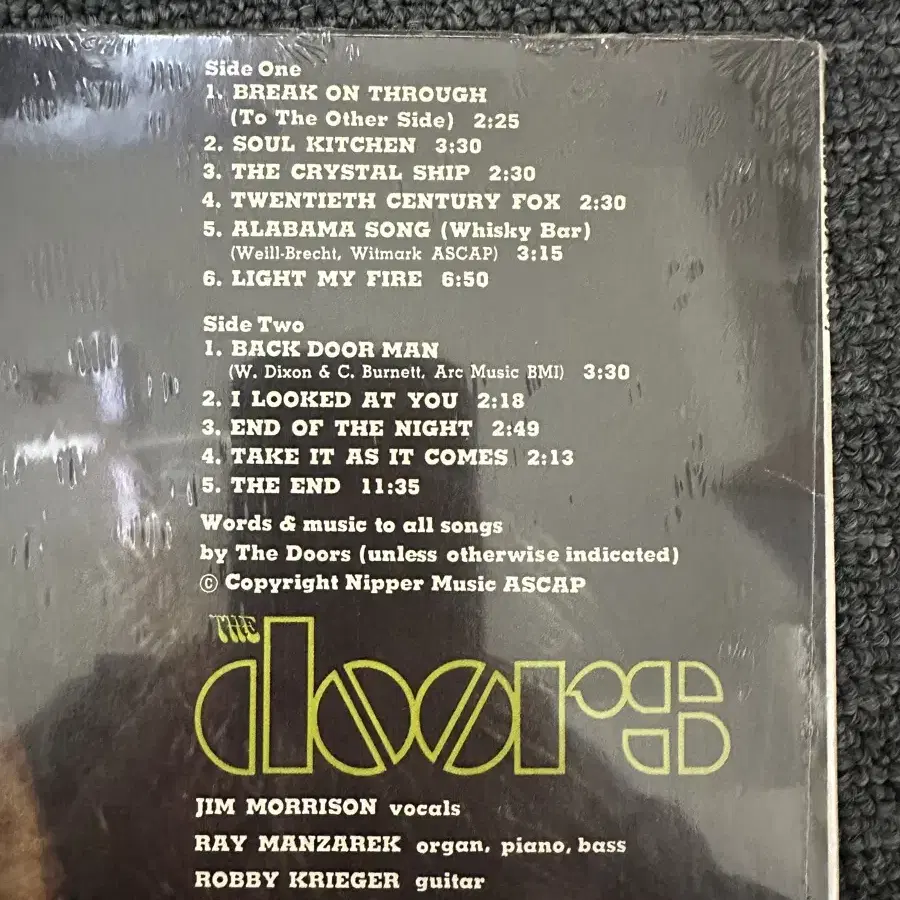 Side One
1. BREAK ON THROUGH
(To The Other Side) 2:25
2. SOUL KITCHEN 3:30
3. THE CRYSTAL SHIP 2:30
4. TWENTIETH CENTURY FOX 2:30
5. ALABAMA SONG (Whisky Bar)
(Weill-Brecht, Witmark ASCAP) 3:15
6. LIGHT MY FIRE 6:50
Side Two
1. BACK DOOR MAN
(W. Dixon & C. Burnett, Arc Music BMI) 3:30
2. I LOOKED AT YOU 2:18
3. END OF THE NIGHT 2:49
4. TAKE IT AS IT COMES 2:13
5. THE END 11:35
Words & music to all songs
by The Doors (unless otherwise indicated)
© Copyright Nipper Music ASCAP
THE
doors
JIM MORRISON vocals
RAY MANZAREK organ, piano, bass
ROBBY KRIEGER guitar